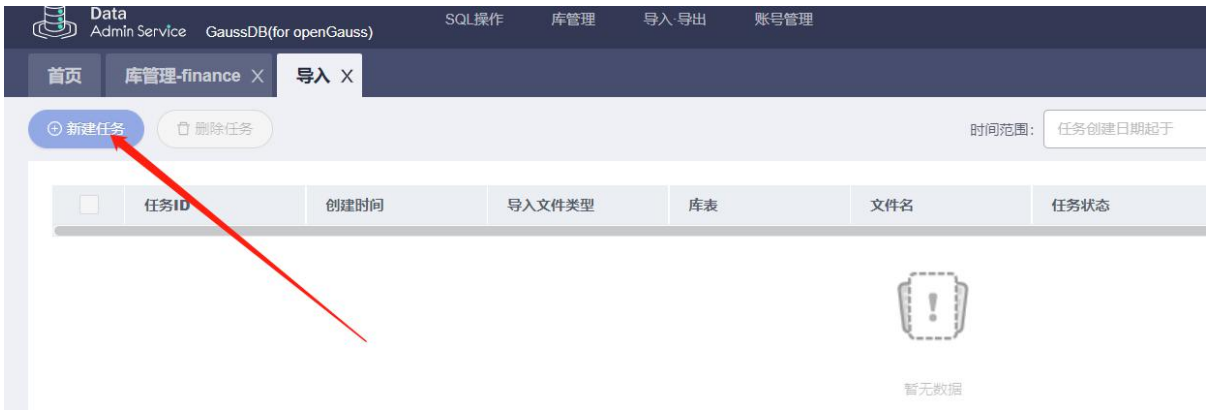 Data
Admin Service GaussDB(for openGauss) SQL操作 库管理 导入·导出 账号管理
首页 库管理-finance X 导入 X
新建任务 删除任务 时间范围： 任务创建日期起于
任务ID 创建时间 导入文件类型 库表 文件名 任务状态
暂无数据